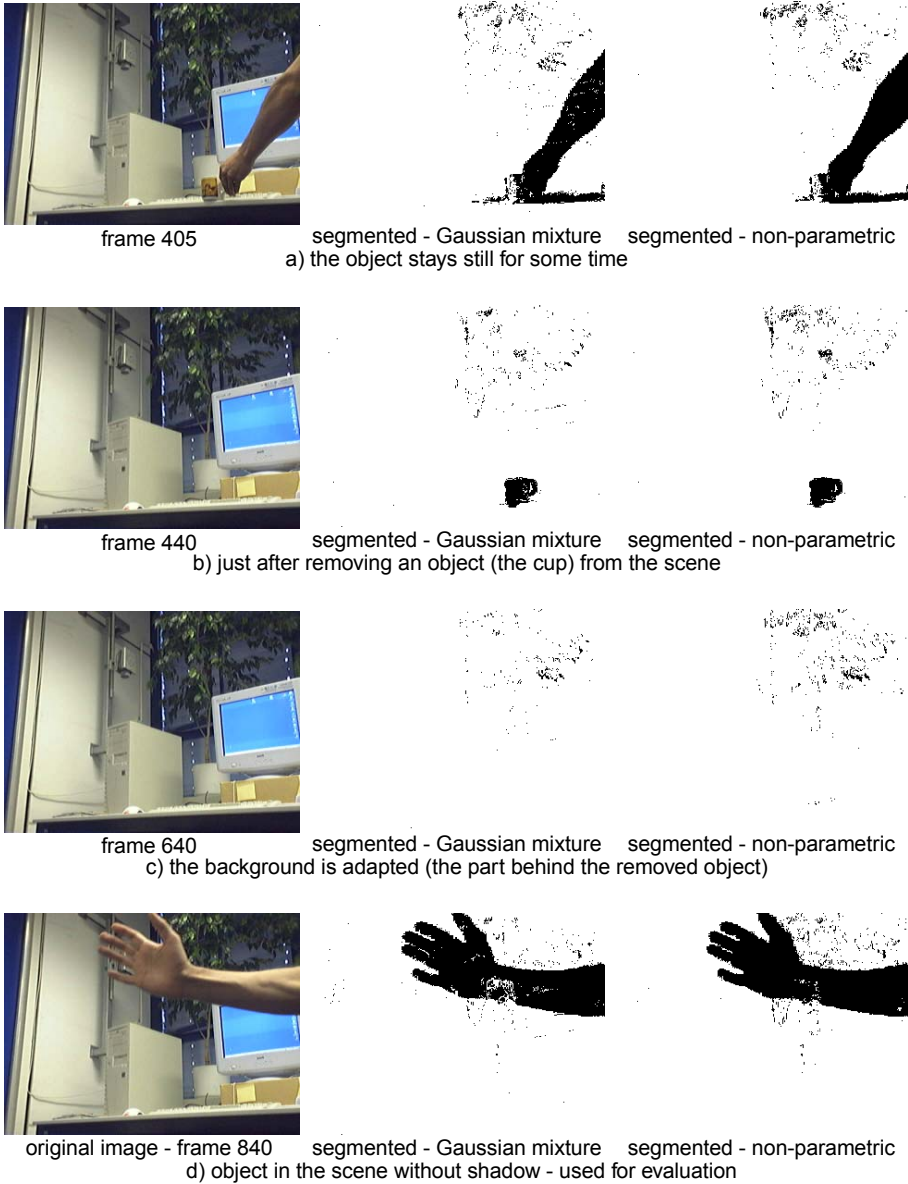 frame 405 segmented - Gaussian mixture segmented - non-parametric
a) the object stays still for some time
frame 440 segmented - Gaussian mixture segmented - non-parametric
b) just after removing an object (the cup) from the scene
frame 640 segmented - Gaussian mixture segmented - non-parametric
c) the background is adapted (the part behind the removed object)
original image - frame 840 segmented - Gaussian mixture segmented - non-parametric
d) object in the scene without shadow - used for evaluation